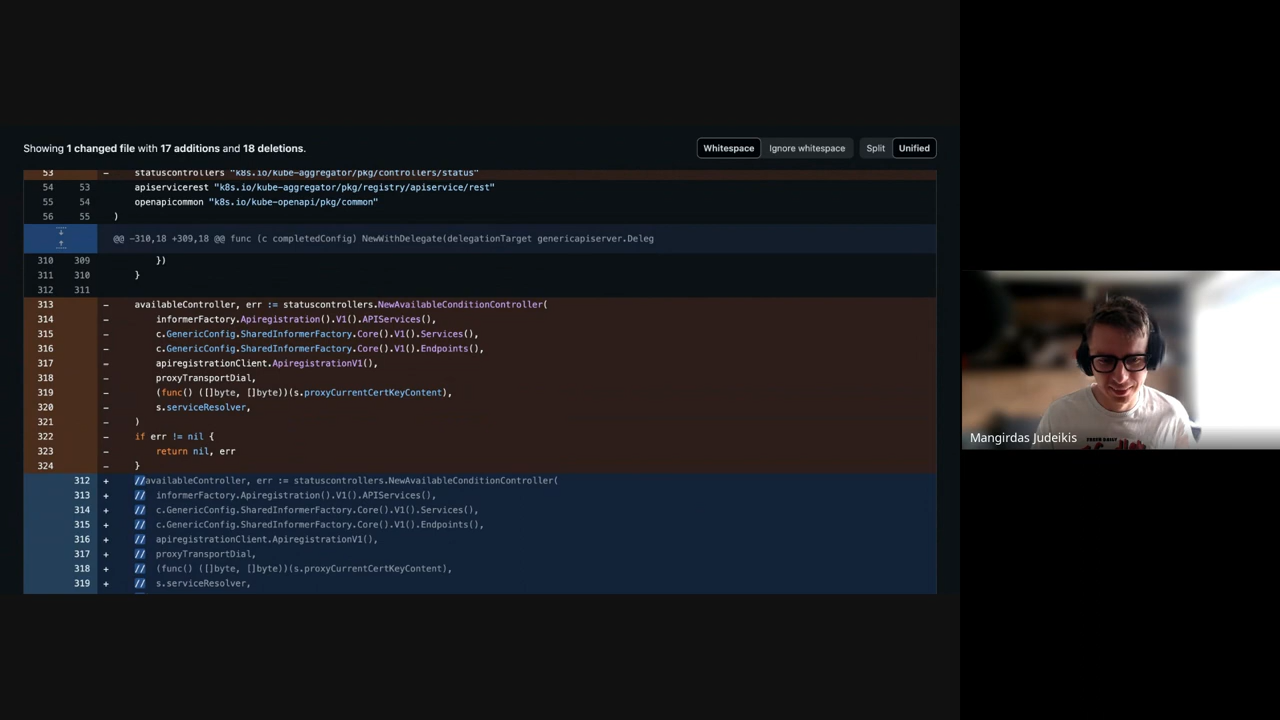 Showing 1 changed file with 17 additions and 18 deletions.
Whitespace Ignore whitespace Split Unified
53 - statuscontrollers "k8s.io/kube-aggregator/pkg/controllers/status"
54 53 apiservicerest "k8s.io/kube-aggregator/pkg/registry/apiservice/rest"
55 54 openapicommon "k8s.io/kube-openapi/pkg/common"
56 55 )
@@ -310,18 +309,18 @@ func (c completedConfig) NewWithDelegate(delegationTarget genericapiserver.Deleg
310 309 })
311 310 }
312 311
313 - availableController, err := statuscontrollers.NewAvailableConditionController(
314 - informerFactory.Apiregistration().V1().APIServices(),
315 - c.GenericConfig.SharedInformerFactory.Core().V1().Services(),
316 - c.GenericConfig.SharedInformerFactory.Core().V1().Endpoints(),
317 - apiregistrationClient.ApiregistrationV1(),
318 - proxyTransportDial,
319 - (func() ([]byte, []byte))(s.proxyCurrentCertKeyContent),
320 - s.serviceResolver,
321 - )
322 - if err != nil {
323 - return nil, err
324 - }
312 + //availableController, err := statuscontrollers.NewAvailableConditionController(
313 + // informerFactory.Apiregistration().V1().APIServices(),
314 + // c.GenericConfig.SharedInformerFactory.Core().V1().Services(),
315 + // c.GenericConfig.SharedInformerFactory.Core().V1().Endpoints(),
316 + // apiregistrationClient.ApiregistrationV1(),
317 + // proxyTransportDial,
318 + // (func() ([]byte, []byte))(s.proxyCurrentCertKeyContent),
319 + // s.serviceResolver,
Mangirdas Judeikis